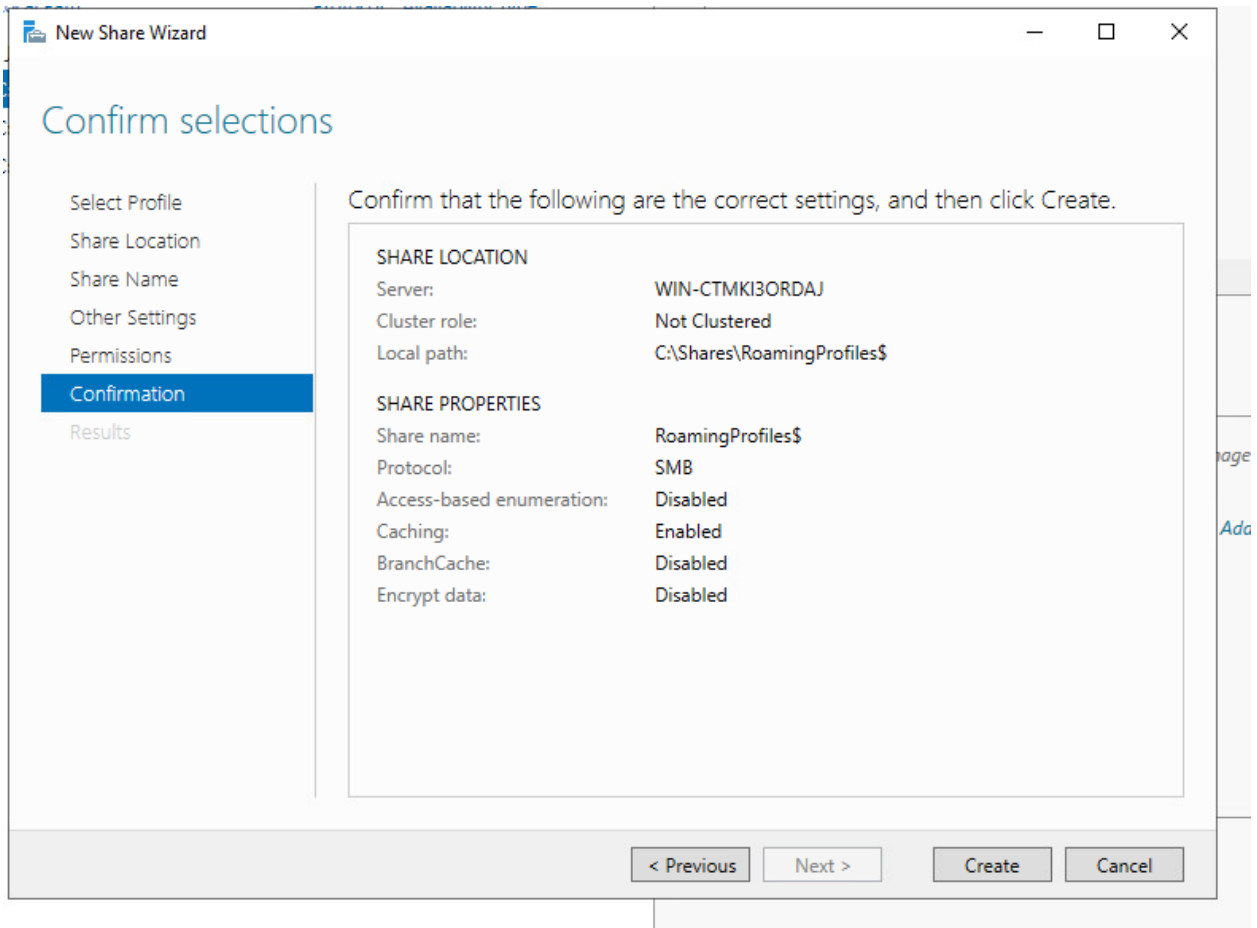 New Share Wizard
Confirm selections
Select Profile
Share Location
Share Name
Other Settings
Permissions
Confirmation
Results
Confirm that the following are the correct settings, and then click Create.
SHARE LOCATION
Server: WIN-CTMKI3ORDAJ
Cluster role: Not Clustered
Local path: C:\Shares\RoamingProfiles$
SHARE PROPERTIES
Share name: RoamingProfiles$
Protocol: SMB
Access-based enumeration: Disabled
Caching: Enabled
BranchCache: Disabled
Encrypt data: Disabled
< Previous Next > Create Cancel